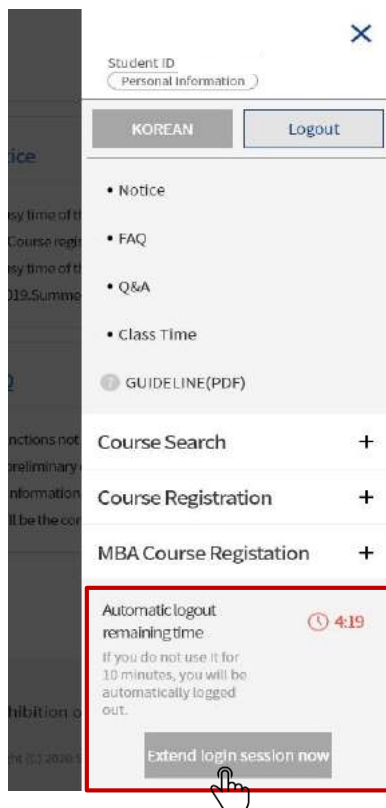 Student ID
Personal Information
KOREAN
Logout
• Notice
• FAQ
• Q&A
• Class Time
? GUIDELINE(PDF)
Course Search +
Course Registration +
MBA Course Registation +
Automatic logout
remaining time
4:19
If you do not use it for
10 minutes, you will be
automatically logged
out.
Extend login session now